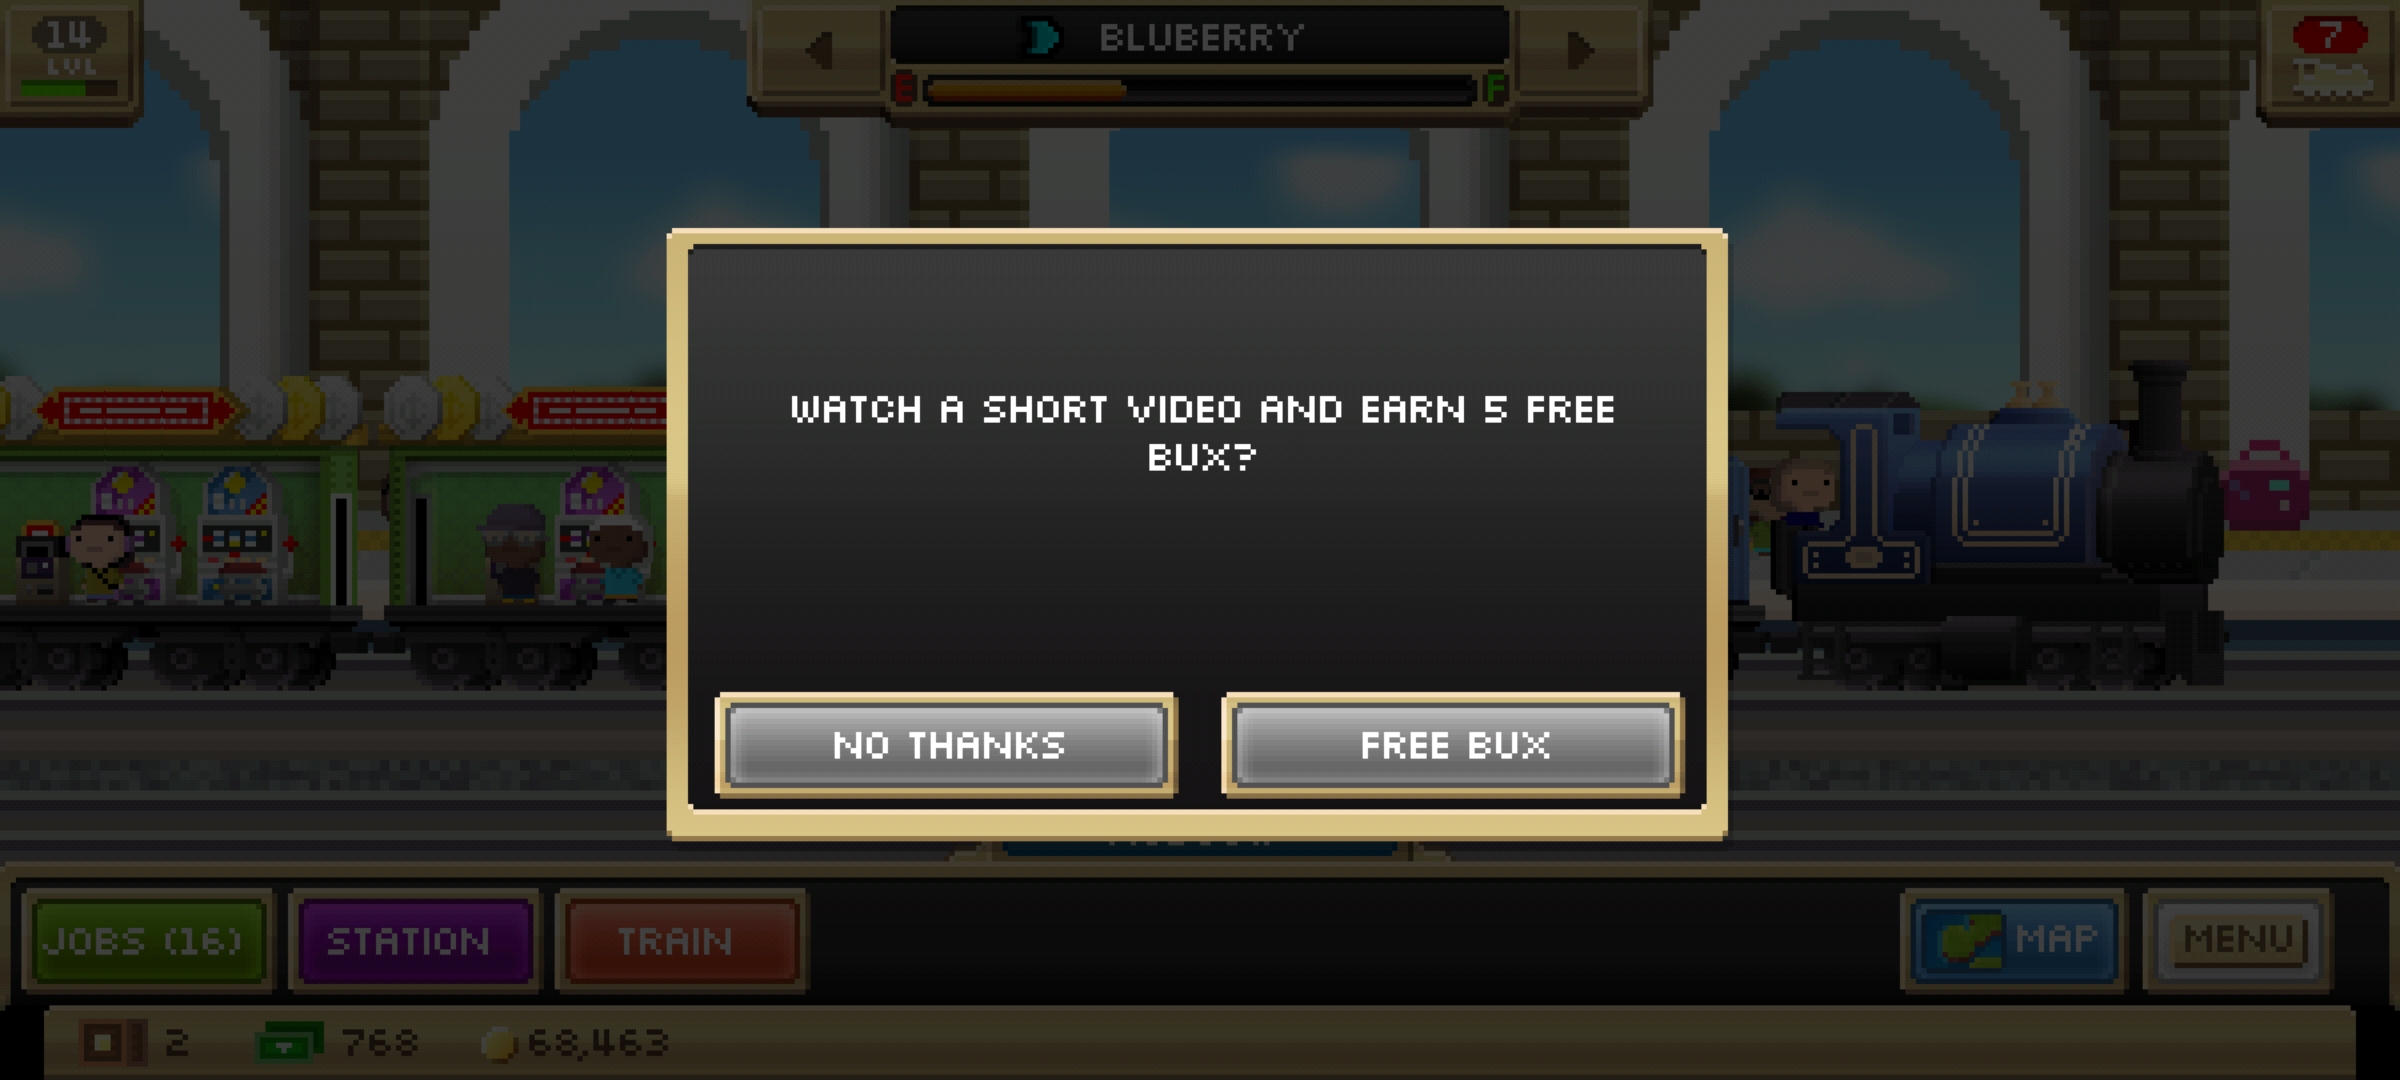 14
LVL
BLUBERRY
7
E
F
WATCH A SHORT VIDEO AND EARN 5 FREE
BUX?
NO THANKS
FREE BUX
JOBS (16)
STATION
TRAIN
MAP
MENU
2
768
68,463